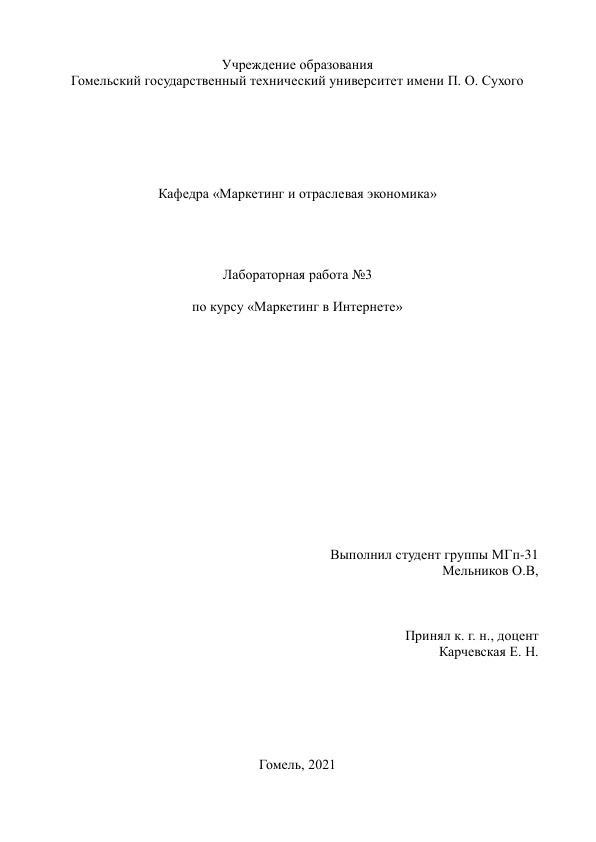 Учреждение образования
Гомельский государственный технический университет имени П. О. Сухого
Кафедра «Маркетинг и отраслевая экономика»
Лабораторная работа №3
по курсу «Маркетинг в Интернете»
Выполнил студент группы МГп-31
Мельников О.В,
Принял к. г. н., доцент
Карчевская Е. Н.
Гомель, 2021